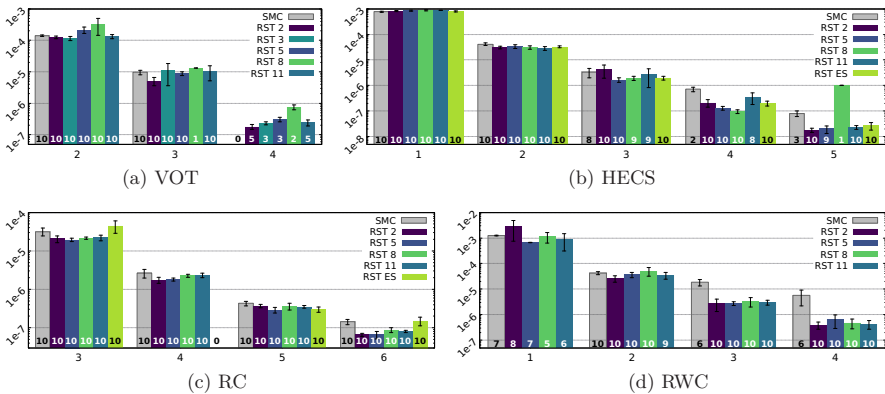 1e-3
1e-4
1e-5
1e-6
1e-7
SMC
RST 2
RST 3
RST 5
RST 8
RST 11
10 10 10 10 10 10
10 10 10 10 1 10
0 5 3 3 2 5
2 3 4
(a) VOT
1e-3
1e-4
1e-5
1e-6
1e-7
1e-8
SMC
RST 2
RST 5
RST 8
RST 11
RST ES
10 10 10 10 10 10
10 10 10 10 10 10
8 10 10 9 9 10
2 10 10 10 8 10
3 10 9 1 10 10
1 2 3 4 5
(b) HECS
1e-4
1e-5
1e-6
1e-7
SMC
RST 2
RST 5
RST 8
RST 11
RST ES
10 10 10 10 10 10
10 10 10 10 10 0
10 10 10 10 10 10
10 10 10 10 10 10
3 4 5 6
(c) RC
1e-2
1e-3
1e-4
1e-5
1e-6
1e-7
SMC
RST 2
RST 5
RST 8
RST 11
7 8 7 5 6
10 10 10 10 9
6 10 10 10 10
6 10 10 10 10
1 2 3 4
(d) RWC